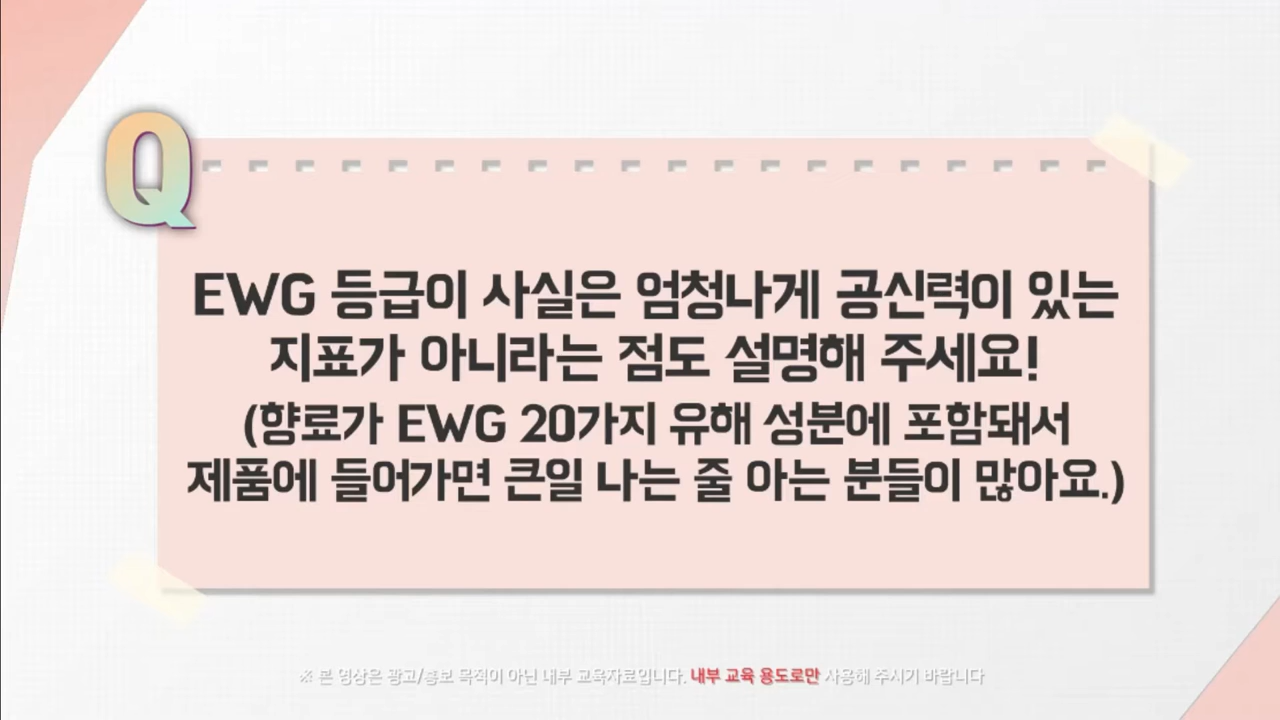 Q
EWG 등급이 사실은 엄청나게 공신력이 있는
지표가 아니라는 점도 설명해 주세요!
(향료가 EWG 20가지 유해 성분에 포함돼서
제품에 들어가면 큰일 나는 줄 아는 분들이 많아요.)
※ 본 영상은 광고/홍보 목적이 아닌 내부 교육자료입니다. 내부 교육 용도로만 사용해 주시기 바랍니다